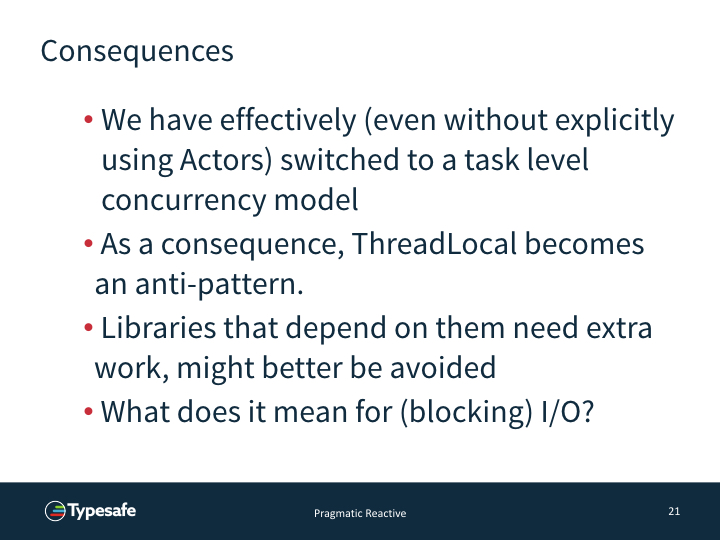 Consequences
• We have effectively (even without explicitly
using Actors) switched to a task level
concurrency model
• As a consequence, ThreadLocal becomes
an anti-pattern.
• Libraries that depend on them need extra
work, might better be avoided
• What does it mean for (blocking) I/O?
Typesafe
Pragmatic Reactive
21